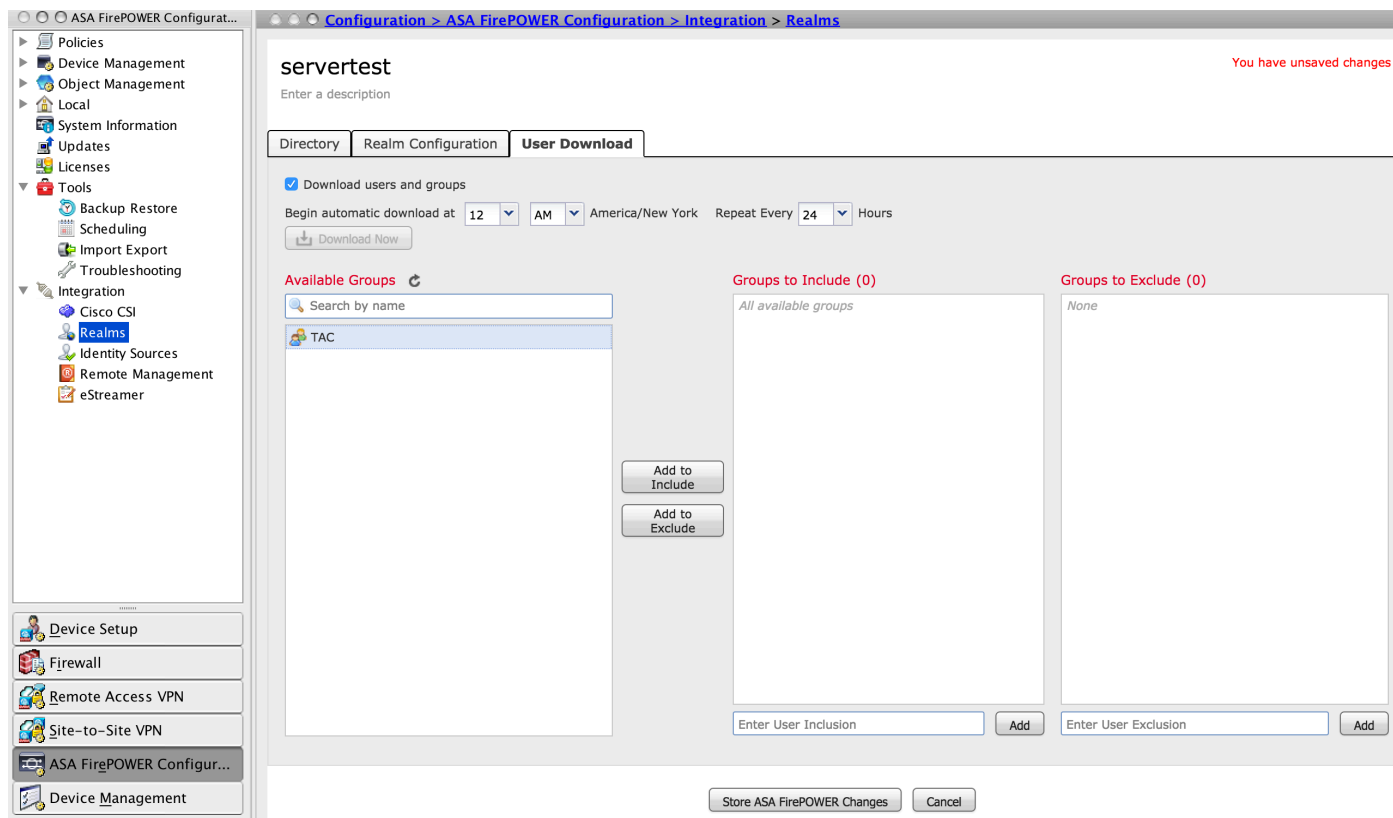 ASA FirePOWER Configurat...
Policies
Device Management
Object Management
Local
System Information
Updates
Licenses
Tools
Backup Restore
Scheduling
Import Export
Troubleshooting
Integration
Cisco CSI
Realms
Identity Sources
Remote Management
eStreamer
Device Setup
Firewall
Remote Access VPN
Site-to-Site VPN
ASA FirePOWER Configur...
Device Management
Configuration > ASA FirePOWER Configuration > Integration > Realms
servertest
You have unsaved changes
Enter a description
Directory Realm Configuration User Download
Download users and groups
Begin automatic download at 12 AM America/New York Repeat Every 24 Hours
Download Now
Available Groups
Search by name
TAC
Add to
Include
Add to
Exclude
Groups to Include (0)
All available groups
Enter User Inclusion Add
Groups to Exclude (0)
None
Enter User Exclusion Add
Store ASA FirePOWER Changes Cancel